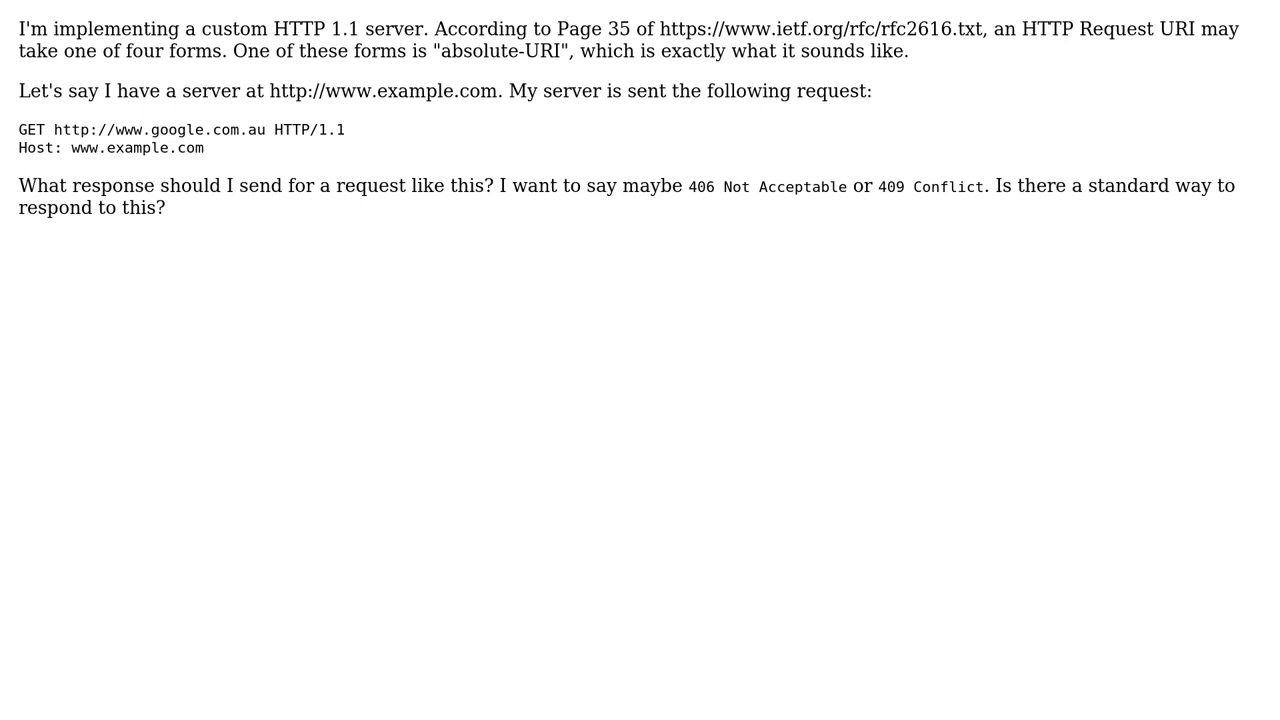 I'm implementing a custom HTTP 1.1 server. According to Page 35 of https://www.ietf.org/rfc/rfc2616.txt, an HTTP Request URI may
take one of four forms. One of these forms is "absolute-URI", which is exactly what it sounds like.
Let's say I have a server at http://www.example.com. My server is sent the following request:
GET http://www.google.com.au HTTP/1.1
Host: www.example.com
What response should I send for a request like this? I want to say maybe 406 Not Acceptable or 409 Conflict. Is there a standard way to
respond to this?